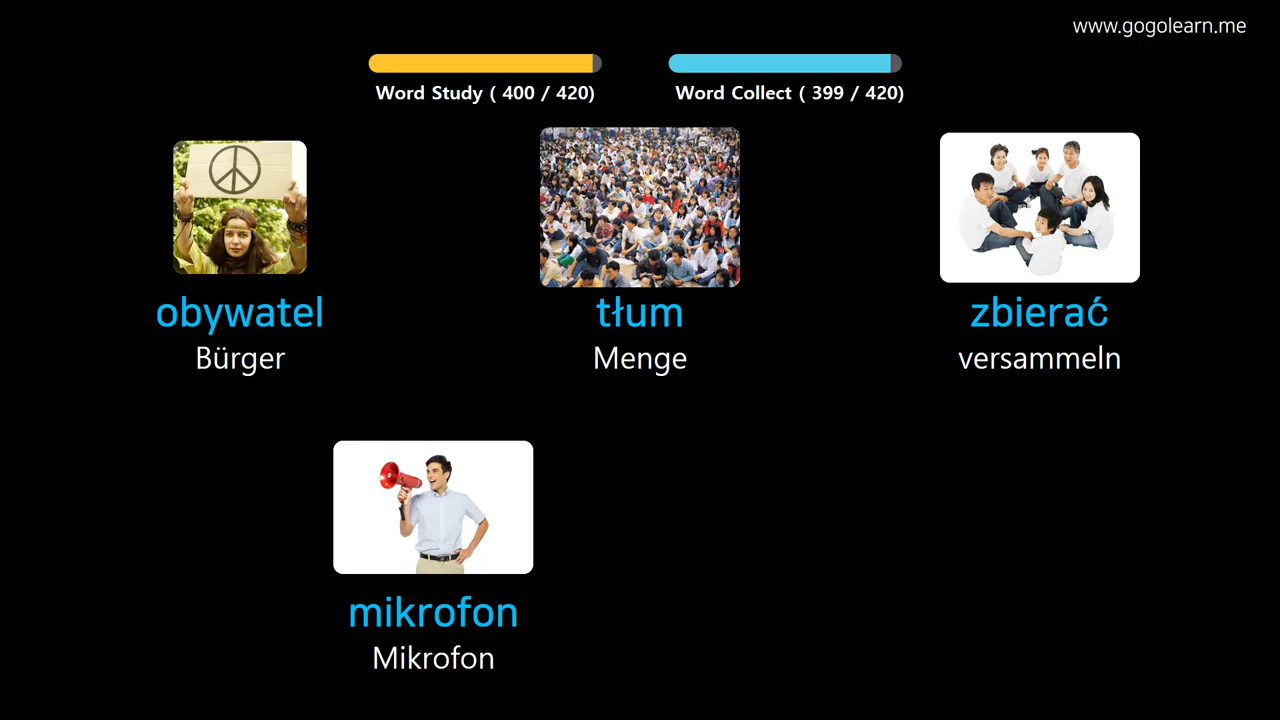 www.gogolearn.me
Word Study ( 400 / 420)
Word Collect ( 399 / 420)
obywatel
Bürger
tłum
Menge
zbierać
versammeln
mikrofon
Mikrofon